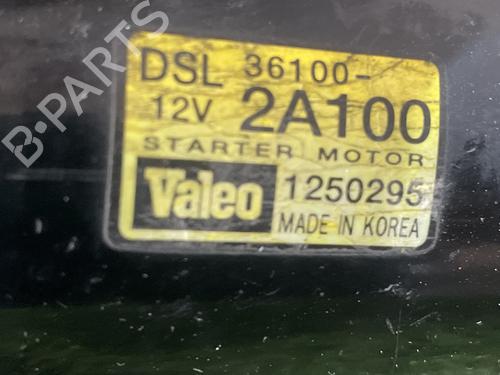 DSL 36100-
12V 2A100
STARTER MOTOR
Valeo 1250295
MADE IN KOREA
B-PARTS